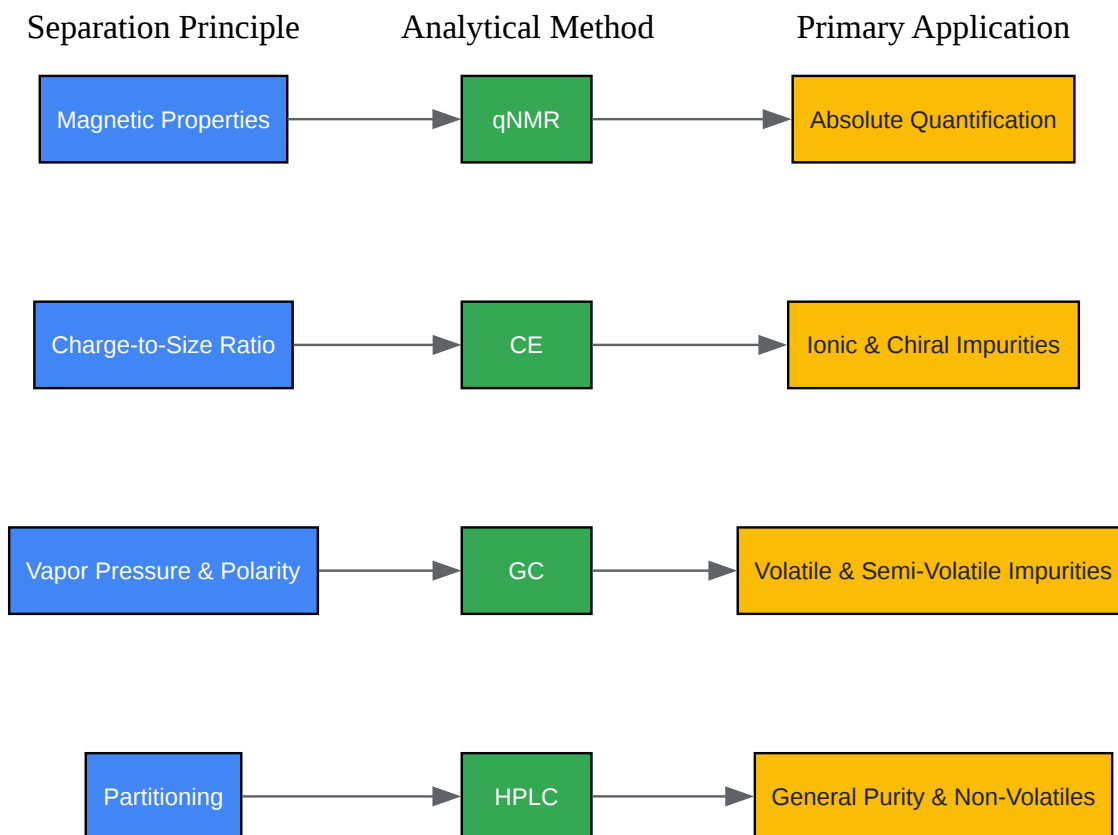 Separation Principle
Analytical Method
Primary Application
Magnetic Properties
qNMR
Absolute Quantification
Charge-to-Size Ratio
CE
Ionic & Chiral Impurities
Vapor Pressure & Polarity
GC
Volatile & Semi-Volatile Impurities
Partitioning
HPLC
General Purity & Non-Volatiles